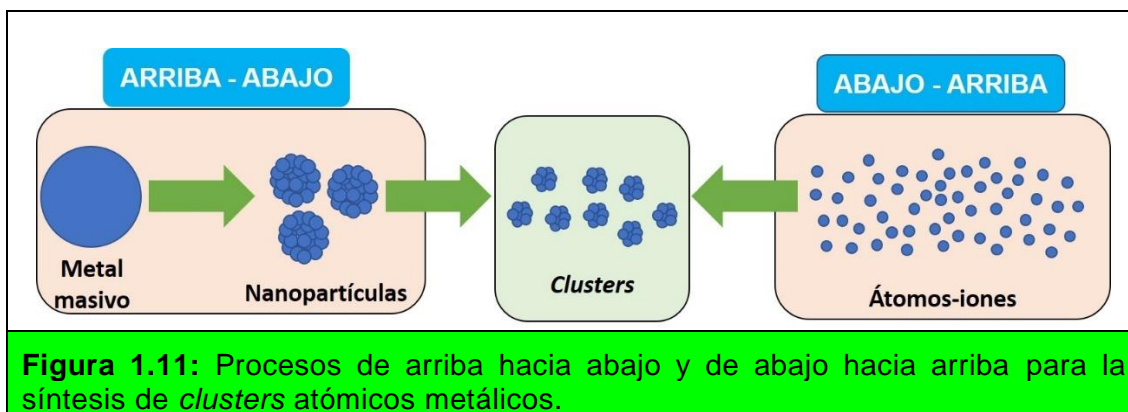 ARRIBA - ABAJO
ABAJO - ARRIBA
Metal
masivo
Nanopartículas
Clusters
Átomos-iones
Figura 1.11: Procesos de arriba hacia abajo y de abajo hacia arriba para la
síntesis de clusters atómicos metálicos.